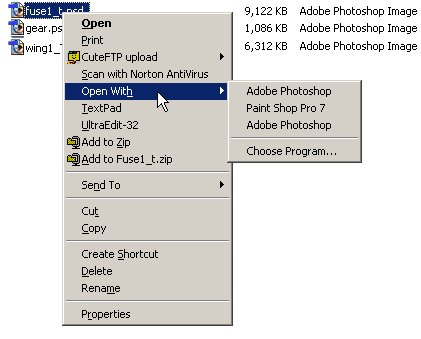 fuse1_t.psd 9,122 KB Adobe Photoshop Image
gear.ps 1,086 KB Adobe Photoshop Image
wing1_ 6,312 KB Adobe Photoshop Image
Open
Print
CuteFTP upload
Scan with Norton AntiVirus
Open With
TextPad
UltraEdit-32
Add to Zip
Add to Fuse1_t.zip
Send To
Cut
Copy
Create Shortcut
Delete
Rename
Properties
Adobe Photoshop
Paint Shop Pro 7
Adobe Photoshop
Choose Program...